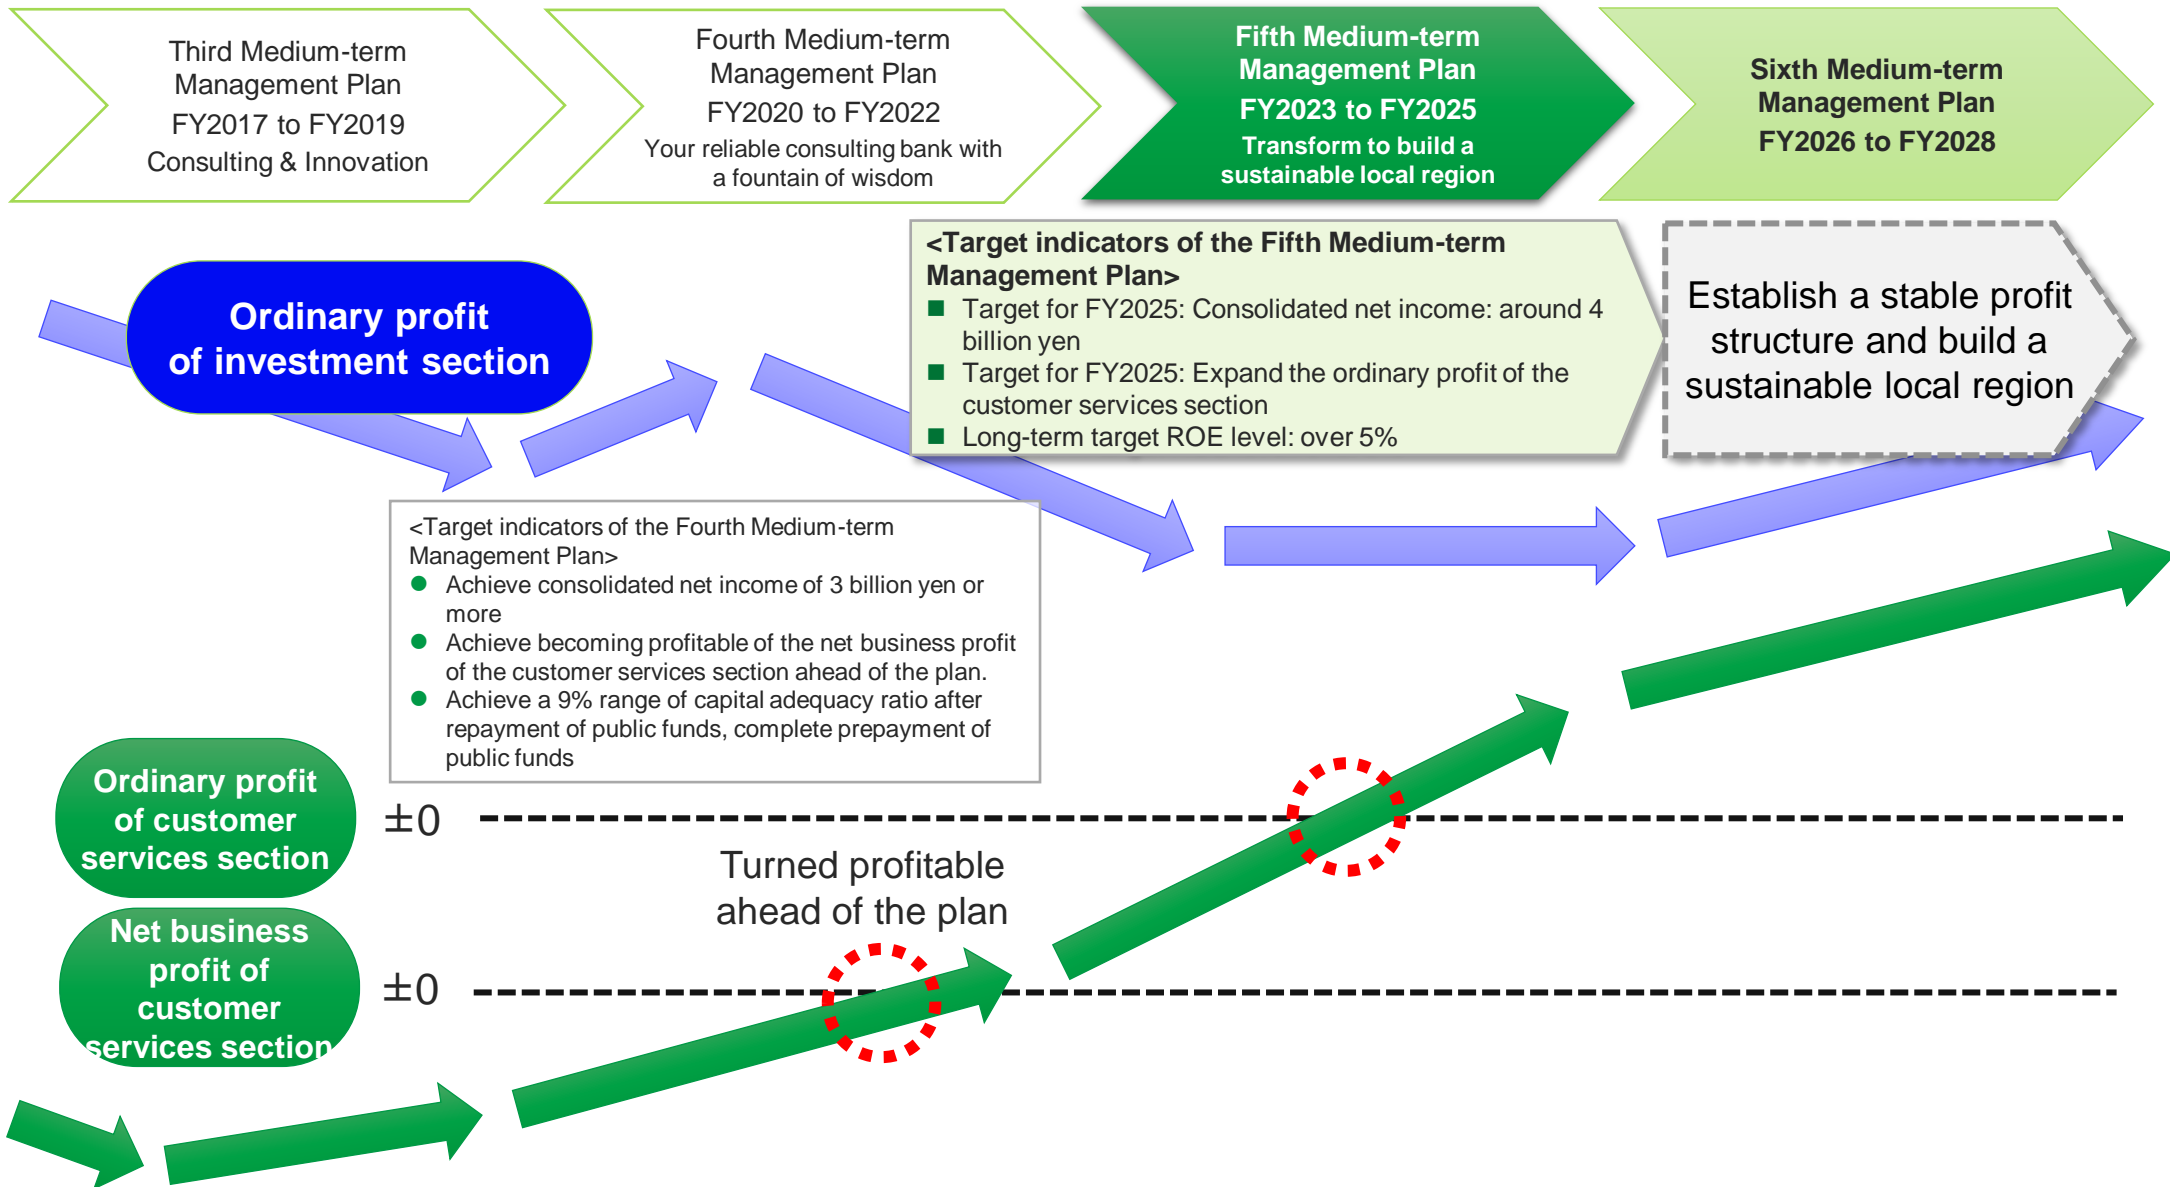 Third Medium-term
Management Plan
FY2017 to FY2019
Consulting & Innovation
Fourth Medium-term
Management Plan
FY2020 to FY2022
Your reliable consulting bank with
a fountain of wisdom
Fifth Medium-term
Management Plan
FY2023 to FY2025
Transform to build a
sustainable local region
Sixth Medium-term
Management Plan
FY2026 to FY2028
Ordinary profit
of investment section
<Target indicators of the Fifth Medium-term
Management Plan>
Target for FY2025: Consolidated net income: around 4
billion yen
Target for FY2025: Expand the ordinary profit of the
customer services section
Long-term target ROE level: over 5%
Establish a stable profit
structure and build a
sustainable local region
<Target indicators of the Fourth Medium-term
Management Plan>
Achieve consolidated net income of 3 billion yen or
more
Achieve becoming profitable of the net business profit
of the customer services section ahead of the plan.
Achieve a 9% range of capital adequacy ratio after
repayment of public funds, complete prepayment of
public funds
Ordinary profit
of customer
services section
±0
Turned profitable
ahead of the plan
Net business
profit of
customer
services section
±0